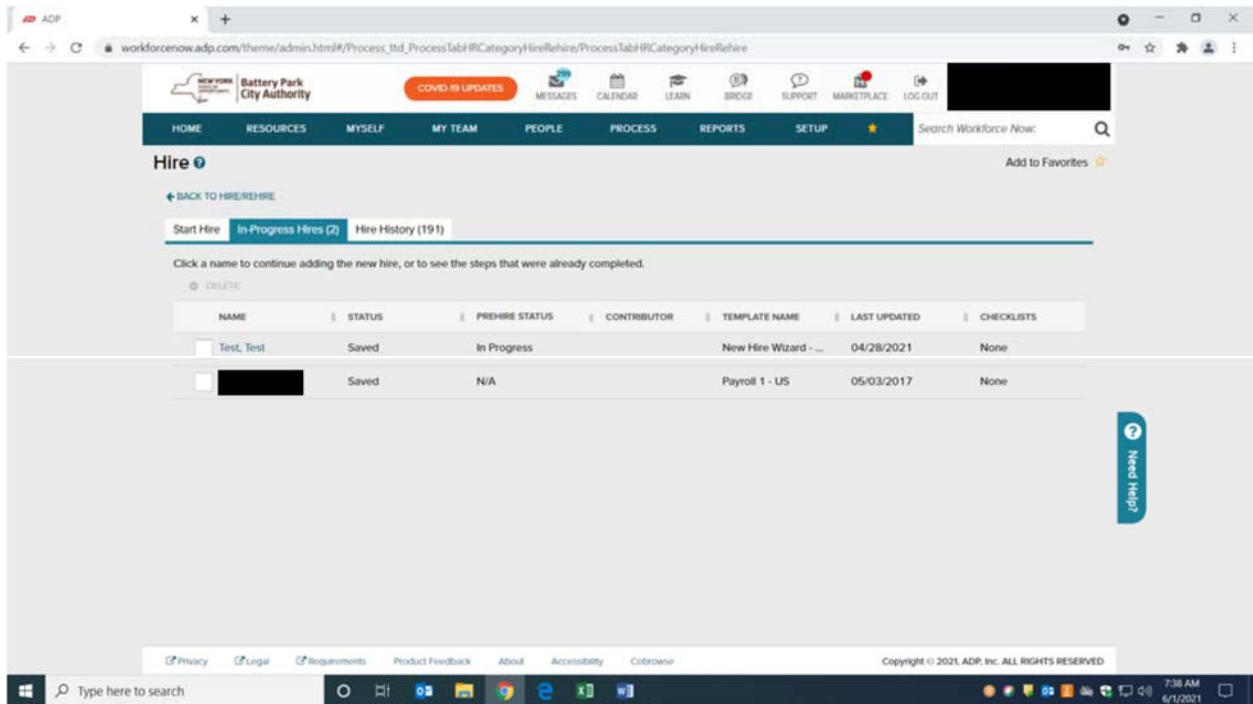 ADP
workforcenow.adp.com/theme/admin.html#/Process_ttd_ProcessTabHRCategoryHireRehire/ProcessTabHRCategoryHireRehire
NEW YORK Battery Park
City Authority
COVID-19 UPDATES
299
MESSAGES CALENDAR LEARN BRIDGE SUPPORT MARKETPLACE LOG OUT
HOME RESOURCES MYSELF MY TEAM PEOPLE PROCESS REPORTS SETUP Search Workforce Now:
Hire Add to Favorites
BACK TO HIRE/REHIRE
Start Hire In-Progress Hires (2) Hire History (191)
Click a name to continue adding the new hire, or to see the steps that were already completed.
DELETE
NAME STATUS PREHIRE STATUS CONTRIBUTOR TEMPLATE NAME LAST UPDATED CHECKLISTS
Test, Test Saved In Progress New Hire Wizard - ... 04/28/2021 None
Saved N/A Payroll 1 - US 05/03/2017 None
Need Help?
Privacy Legal Requirements Product Feedback About Accessibility Cobrowse Copyright © 2021, ADP, Inc. ALL RIGHTS RESERVED
Type here to search
7:38 AM
6/1/2021